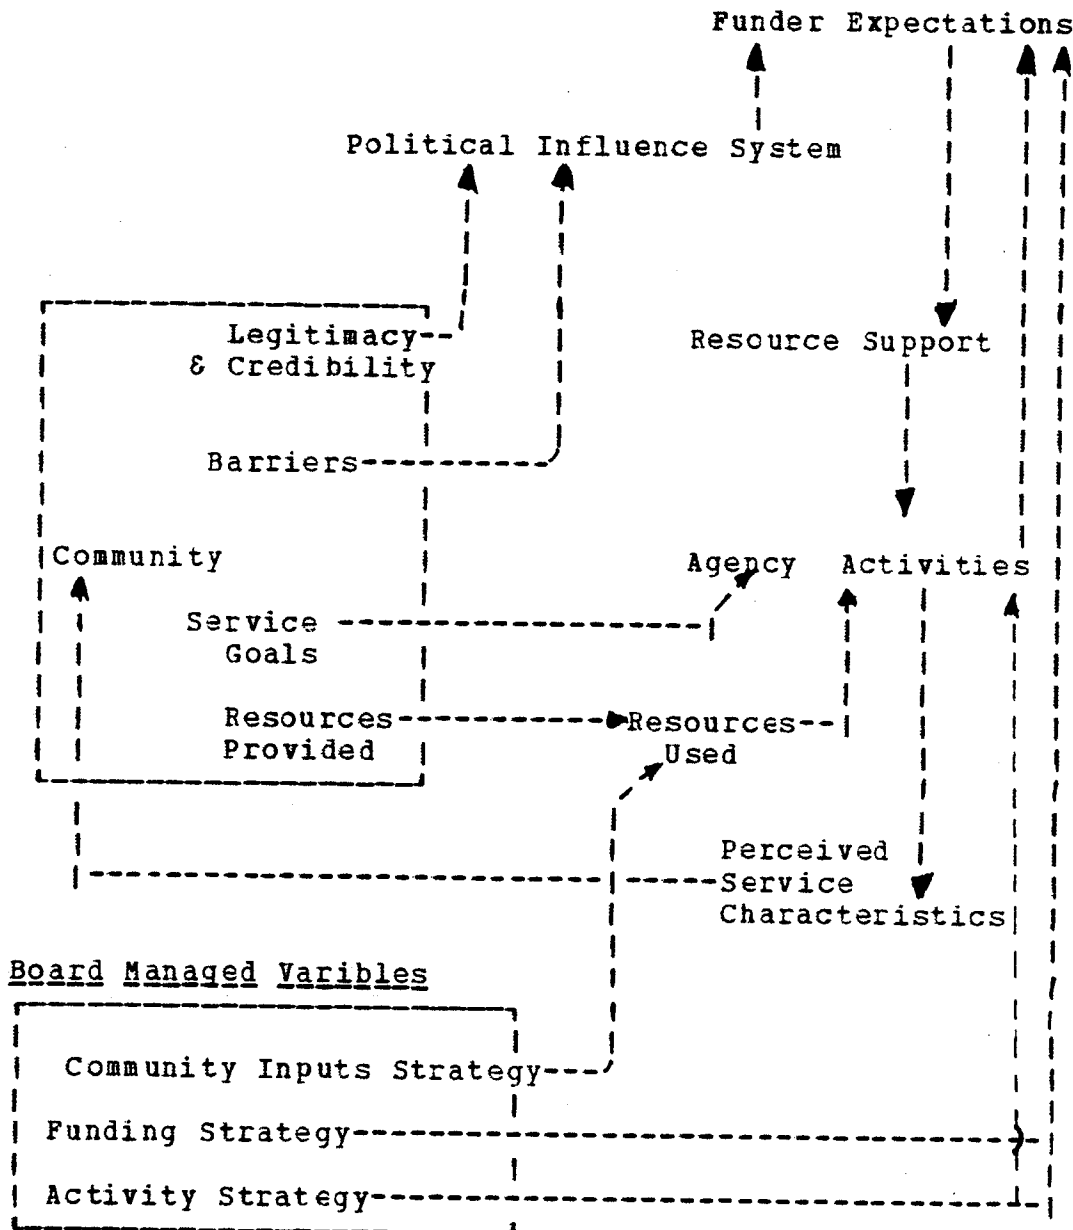 Funder Expectations
Political Influence System
Legitimacy
& Credibility
Resource Support
Barriers
Community
Agency Activities
Service
Goals
Resources
Provided
Resources
Used
Perceived
Service
Characteristics
Board Managed Varibles
Community Inputs Strategy
Funding Strategy
Activity Strategy